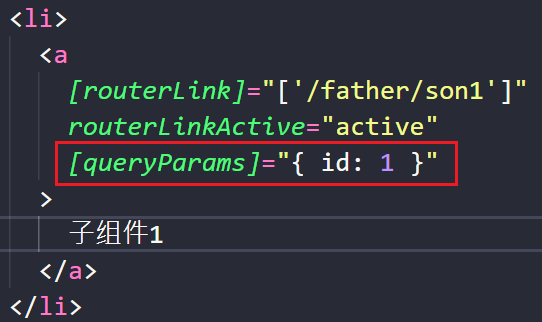 <li>
<a
[routerLink]="['/father/son1']"
routerLinkActive="active"
[queryParams]="{ id: 1 }"
>
子组件1
</a>
</li>